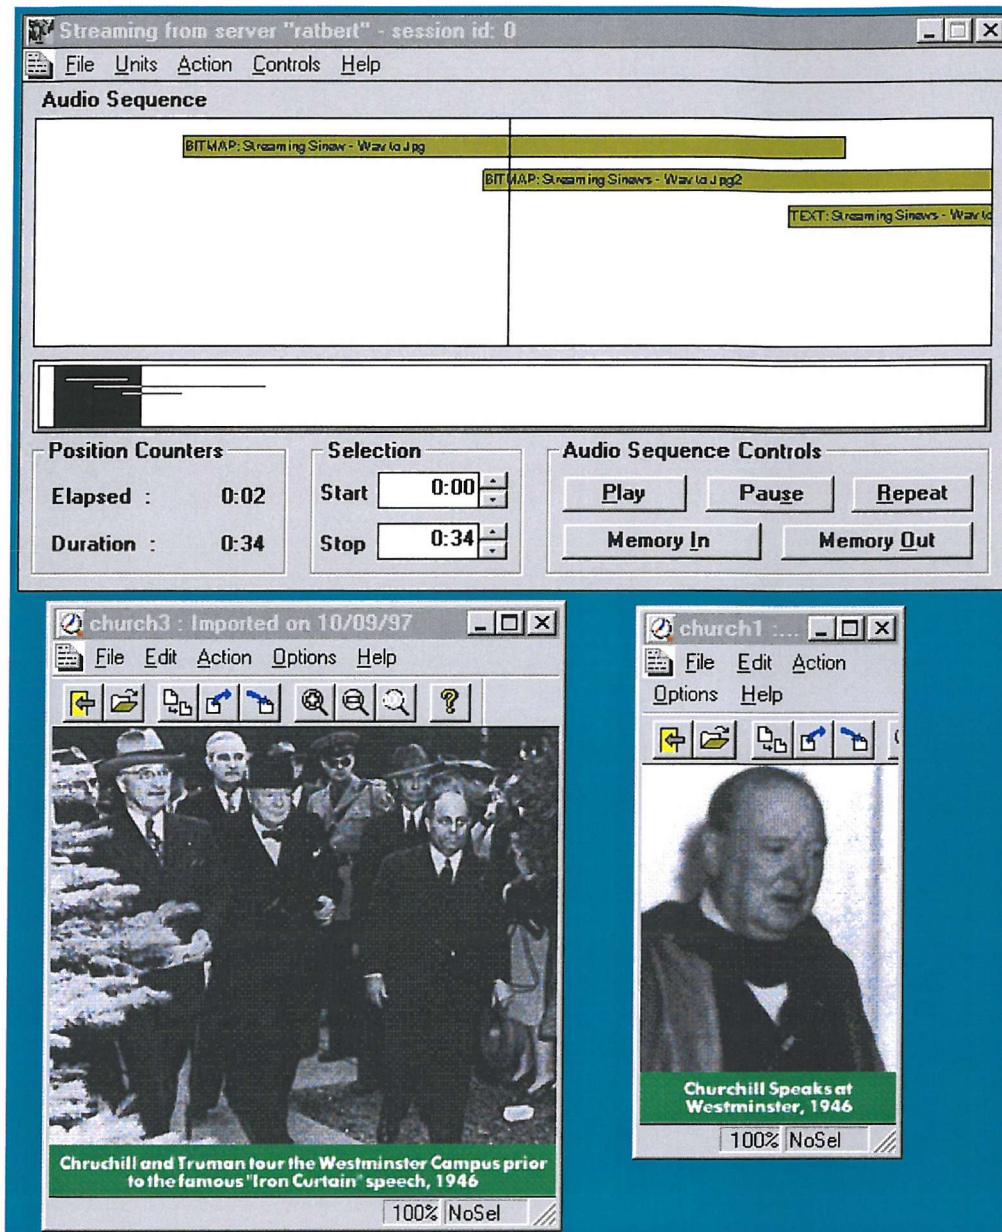 Streaming from server "ratbert" - session id: 0
File Units Action Controls Help
Audio Sequence
BITMAP: Streaming Sinew - Wav to Jpg
BITMAP: Streaming Sinews - Wav to Jpg2
TEXT: Streaming Sinews - Wav to
Position Counters
Elapsed : 0:02
Duration : 0:34
Selection
Start 0:00
Stop 0:34
Audio Sequence Controls
Play Pause Repeat
Memory In Memory Out
church3 : Imported on 10/09/97
File Edit Action Options Help
Chruchill and Truman tour the Westminster Campus prior
to the famous "Iron Curtain" speech, 1946
100% NoSel
church1 :...
File Edit Action
Options Help
Churchill Speaks at
Westminster, 1946
100% NoSel